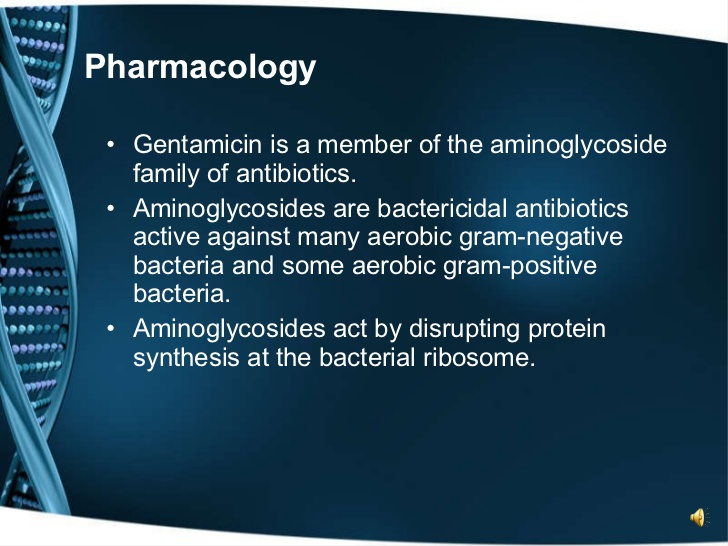 Pharmacology
• Gentamicin is a member of the aminoglycoside
family of antibiotics.
• Aminoglycosides are bactericidal antibiotics
active against many aerobic gram-negative
bacteria and some aerobic gram-positive
bacteria.
• Aminoglycosides act by disrupting protein
synthesis at the bacterial ribosome.